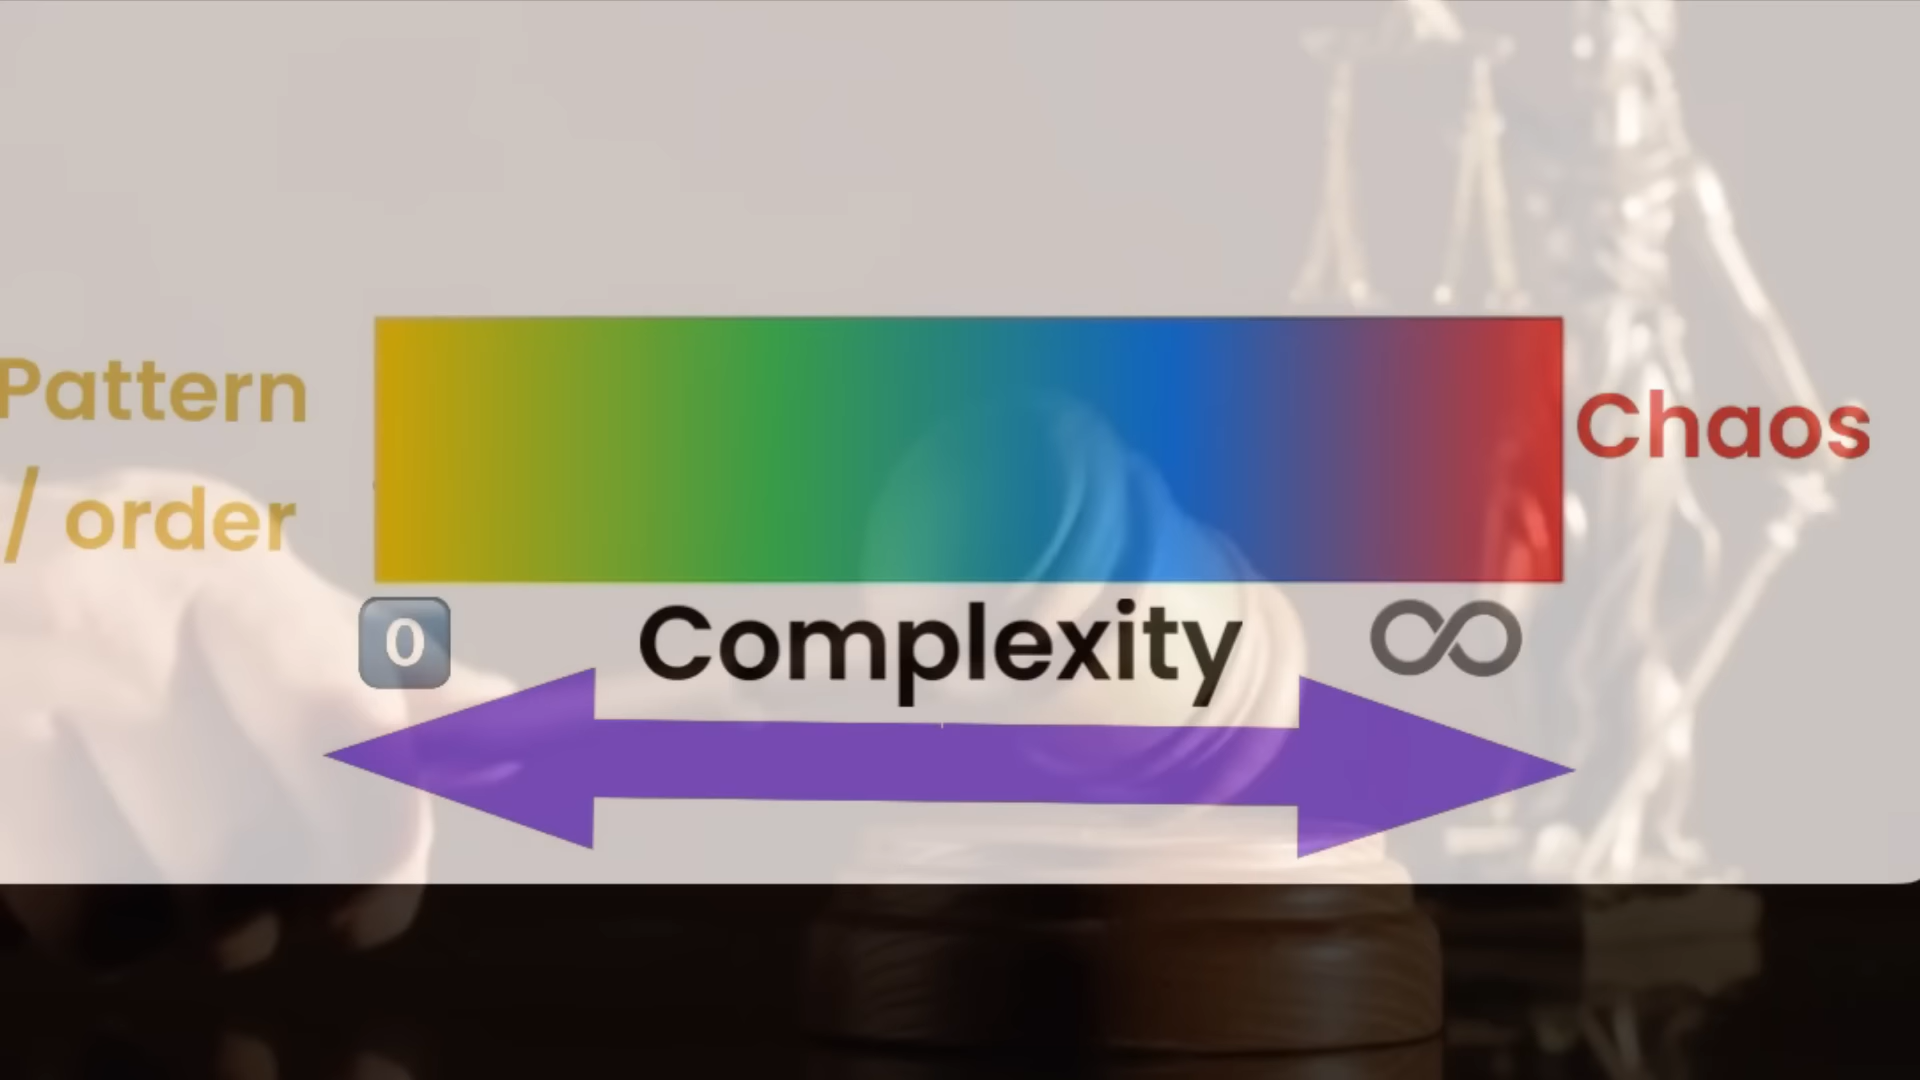 Pattern
/ order
Chaos
0
Complexity
∞